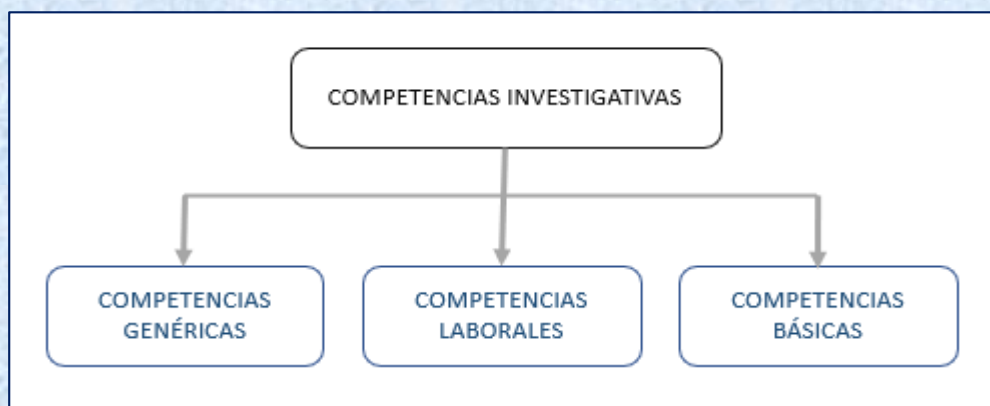 COMPETENCIAS INVESTIGATIVAS
COMPETENCIAS
GENÉRICAS
COMPETENCIAS
LABORALES
COMPETENCIAS
BÁSICAS